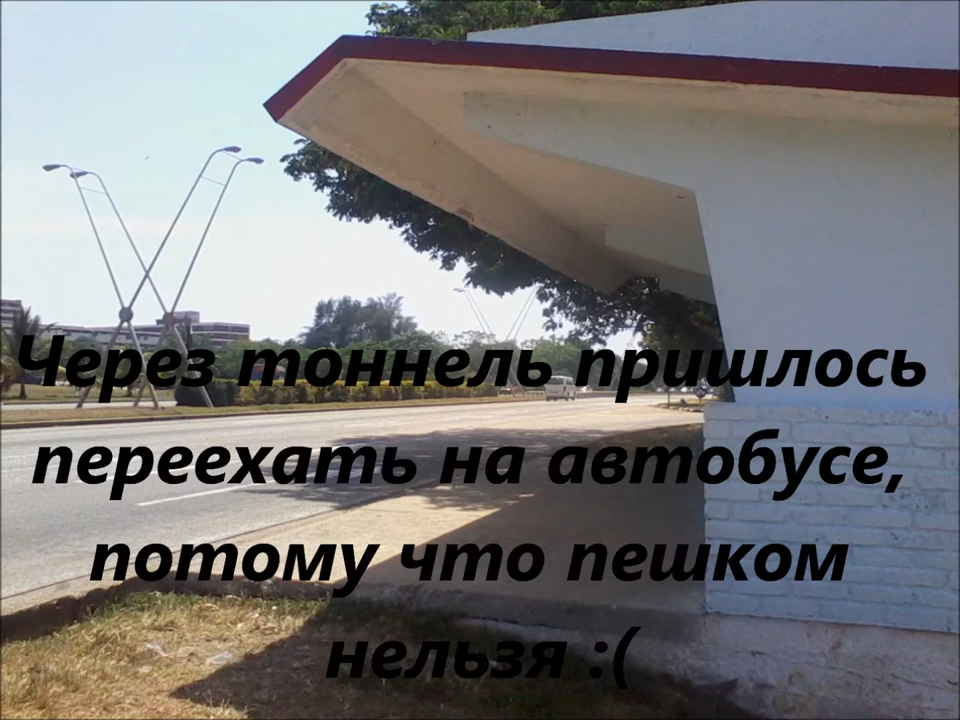 Через тоннель пришлось
переехать на автобусе,
потому что пешком
нельзя :(